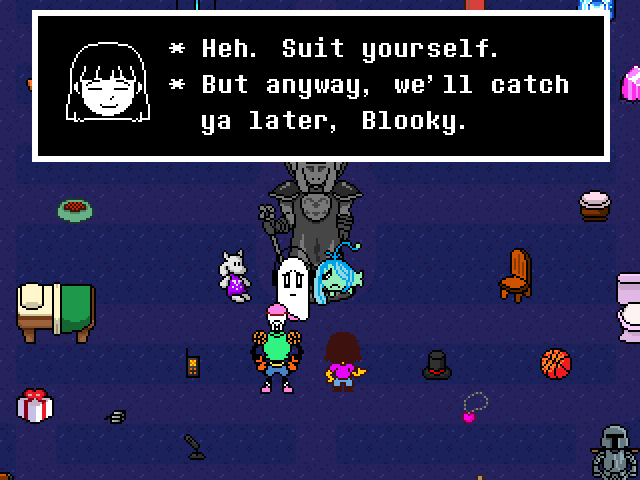 * Heh. Suit yourself.
* But anyway, we'll catch
ya later, Blooky.